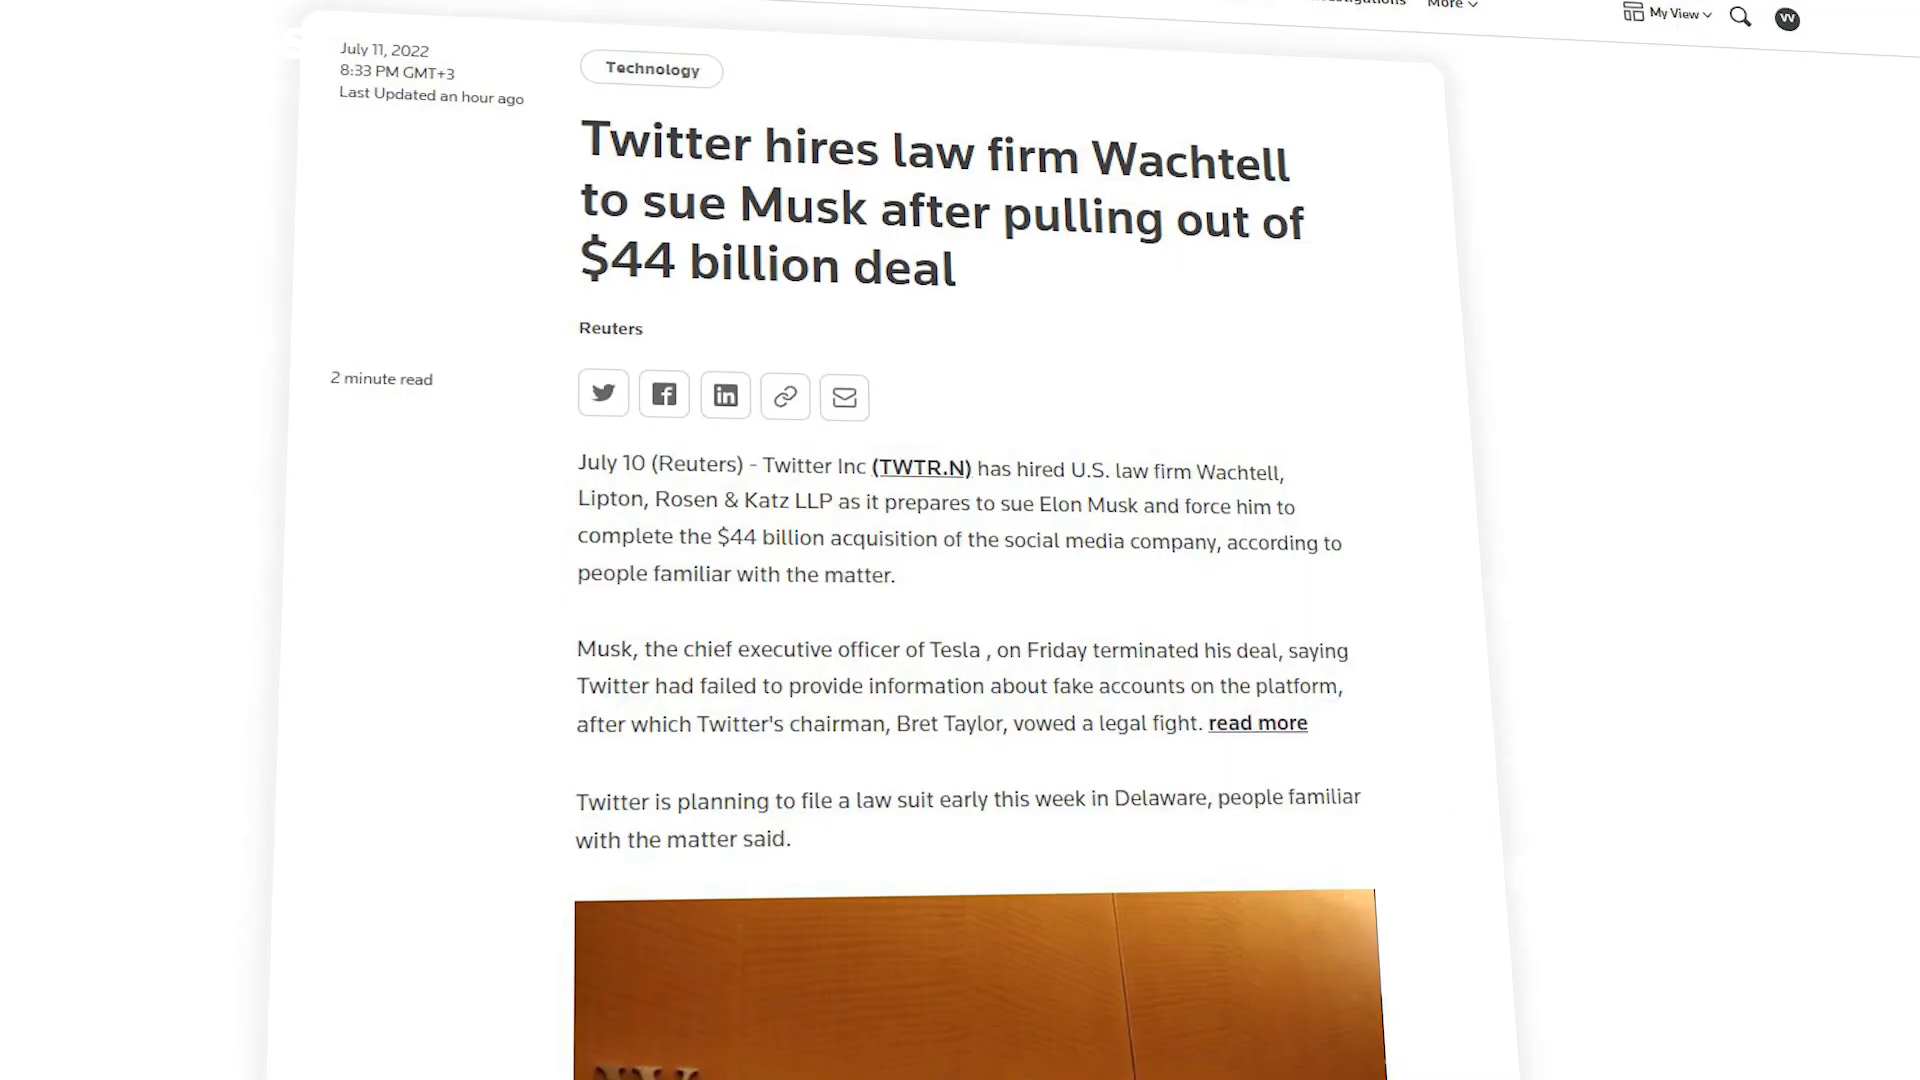 More
My View
July 11, 2022
8:33 PM GMT+3
Last Updated an hour ago
Technology
Twitter hires law firm Wachtell
to sue Musk after pulling out of
$44 billion deal
Reuters
2 minute read
July 10 (Reuters) - Twitter Inc (TWTR.N) has hired U.S. law firm Wachtell,
Lipton, Rosen & Katz LLP as it prepares to sue Elon Musk and force him to
complete the $44 billion acquisition of the social media company, according to
people familiar with the matter.
Musk, the chief executive officer of Tesla , on Friday terminated his deal, saying
Twitter had failed to provide information about fake accounts on the platform,
after which Twitter's chairman, Bret Taylor, vowed a legal fight. read more
Twitter is planning to file a law suit early this week in Delaware, people familiar
with the matter said.